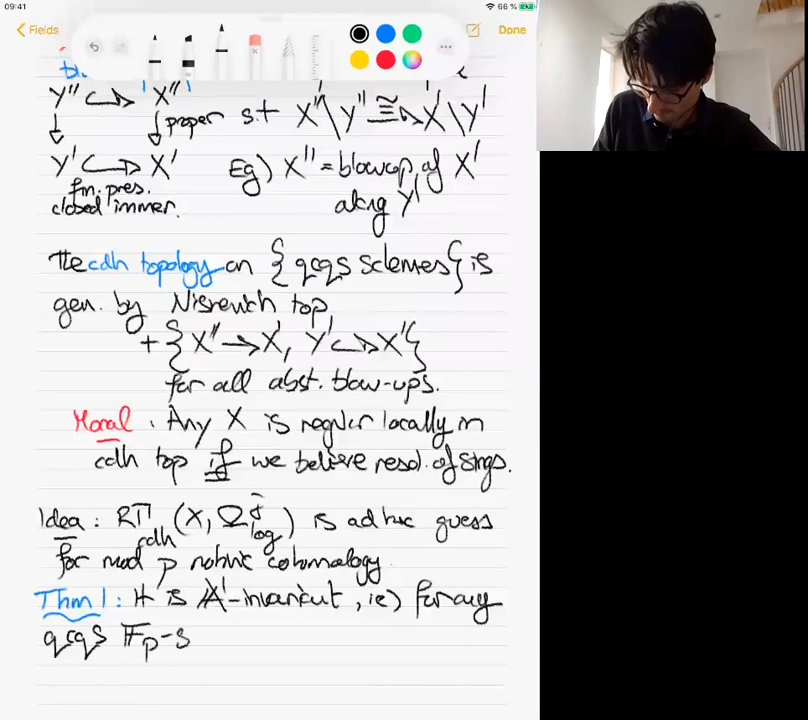 09:41 66 %
Fields Done
Y'' ↪ X''
proper s.t X''\Y'' ≅→ X'\Y'
Y' ↪ X' Eg) X'' = blowup of X'
fin. pres.
closed immer. along Y'
The cdh topology on {qcqs schemes} is
gen. by Nisnevich top,
+ {X'' → X', Y' ↪ X'}
for all abst. blow-ups.
Moral : Any X is regular locally in
cdh top if we believe resol. of sings.
Idea : RΓ_cdh (X, Ω^j_log) is ad hoc guess
for mod p motivic cohomology.
Thm 1 : It is A¹-invariant, ie) for any
qcqs F_p-s